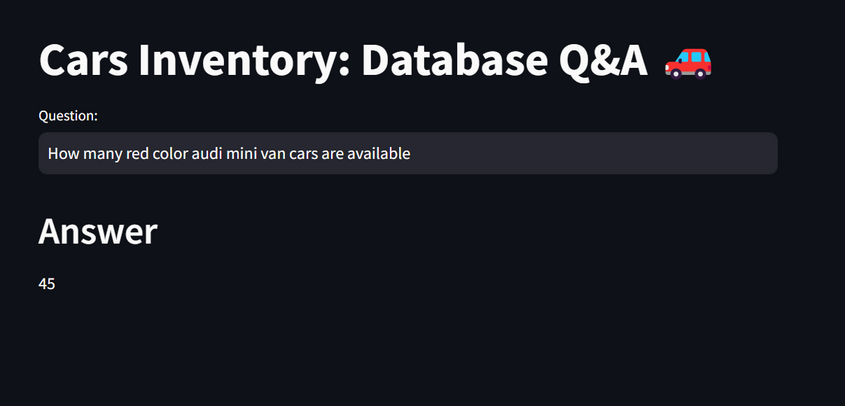 Cars Inventory: Database Q&A 🚗
Question:
How many red color audi mini van cars are available
Answer
45